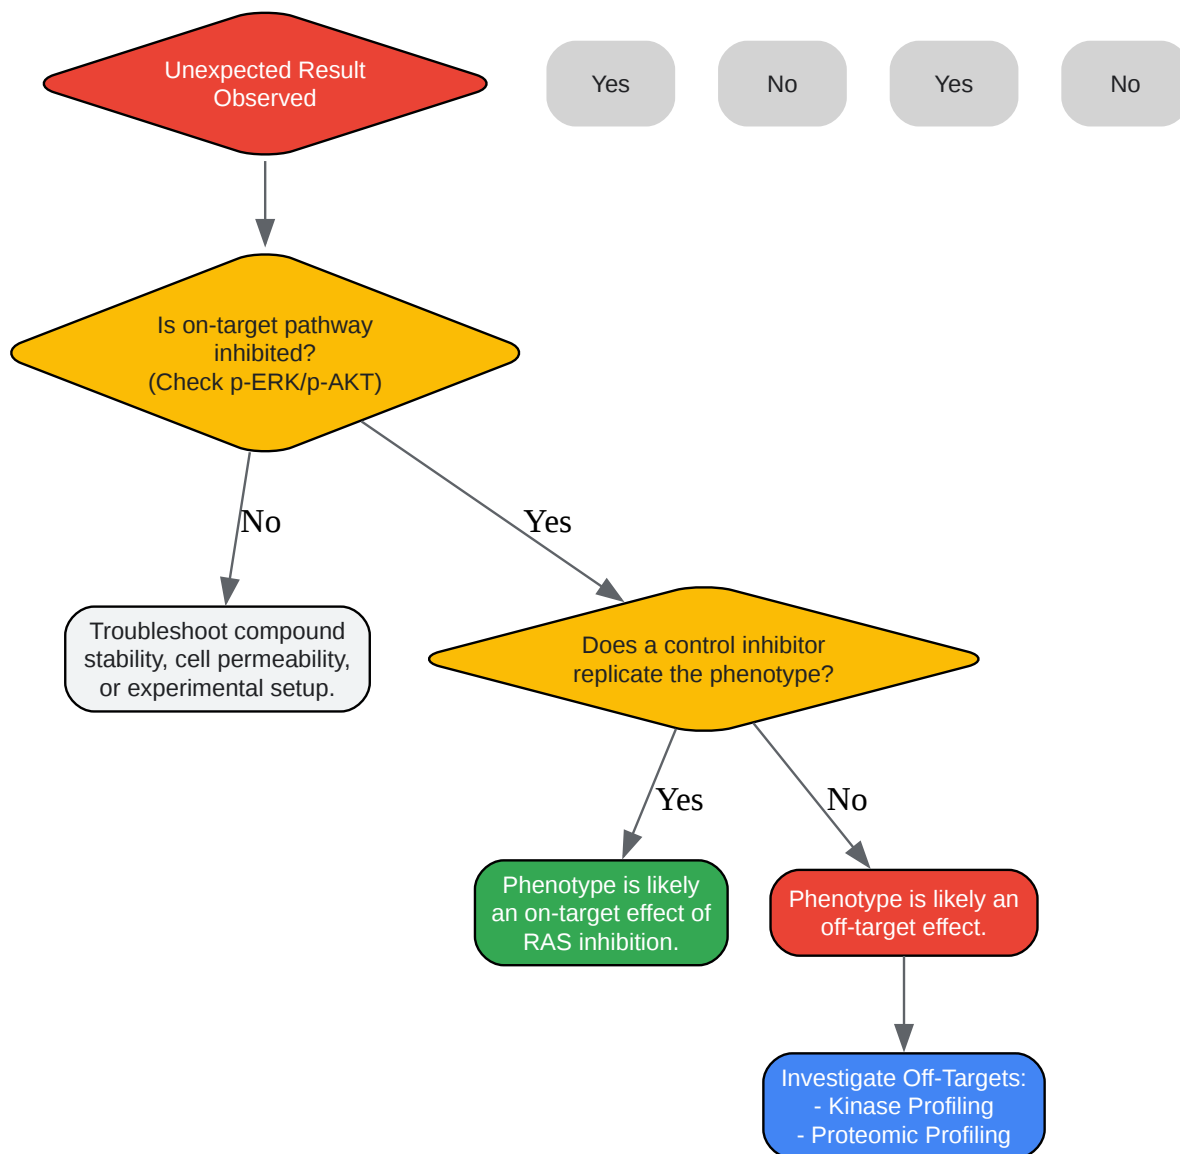 Unexpected Result
Observed
Yes
No
Yes
No
Is on-target pathway
inhibited?
(Check p-ERK/p-AKT)
No
Yes
Troubleshoot compound
stability, cell permeability,
or experimental setup.
Does a control inhibitor
replicate the phenotype?
Yes
No
Phenotype is likely
an on-target effect of
RAS inhibition.
Phenotype is likely an
off-target effect.
Investigate Off-Targets:
- Kinase Profiling
- Proteomic Profiling